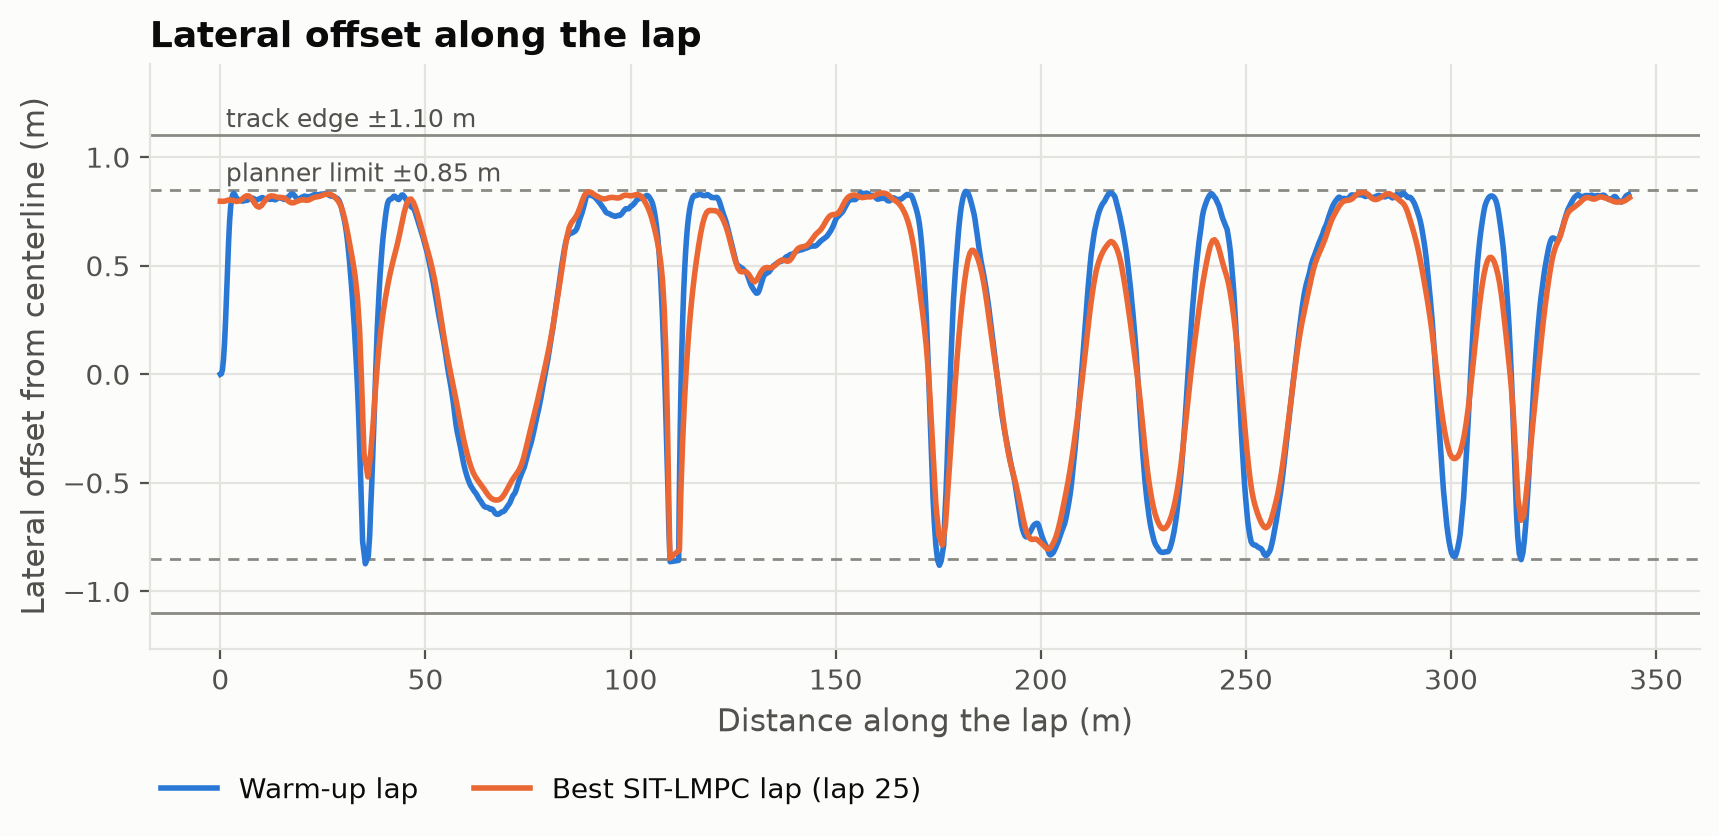 Lateral offset along the lap
track edge ±1.10 m
planner limit ±0.85 m
Lateral offset from centerline (m)
1.0
0.5
0.0
−0.5
−1.0
0 50 100 150 200 250 300 350
Distance along the lap (m)
Warm-up lap Best SIT-LMPC lap (lap 25)